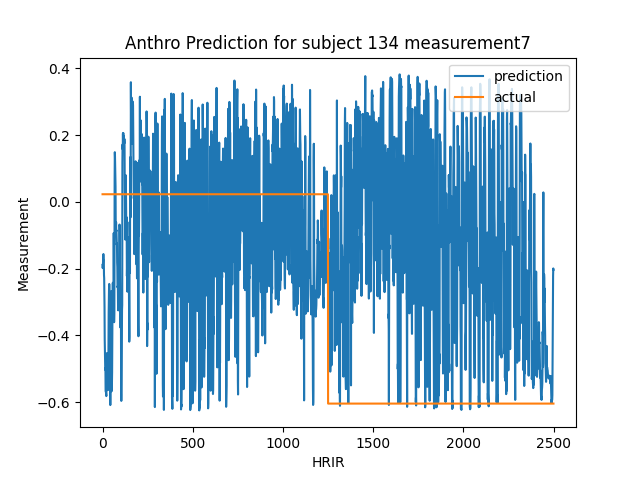 Anthro Prediction for subject 134 measurement7
prediction
actual
0.4
0.2
0.0
−0.2
−0.4
−0.6
Measurement
0 500 1000 1500 2000 2500
HRIR